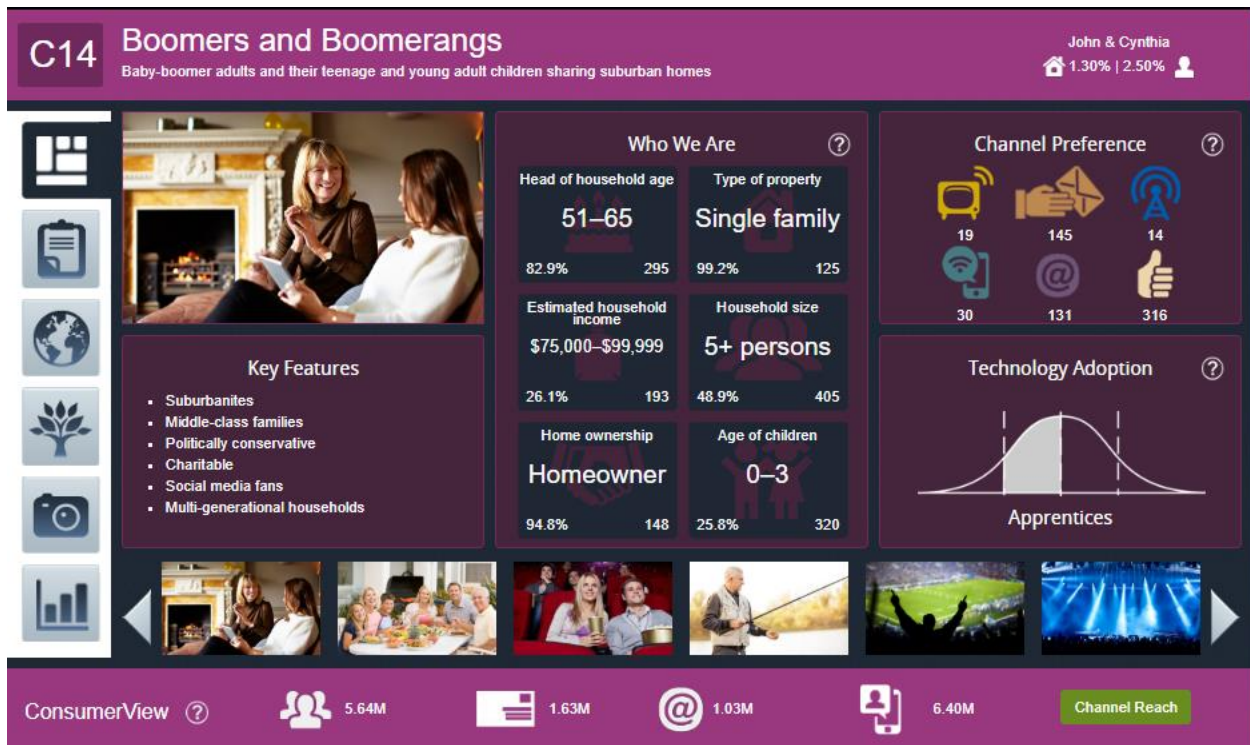 C14
Boomers and Boomerangs
Baby-boomer adults and their teenage and young adult children sharing suburban homes
John & Cynthia
1.30% | 2.50%
Key Features
Suburbanites
Middle-class families
Politically conservative
Charitable
Social media fans
Multi-generational households
Who We Are
?
Head of household age
51–65
82.9% 295
Type of property
Single family
99.2% 125
Estimated household
income
$75,000–$99,999
26.1% 193
Household size
5+ persons
48.9% 405
Home ownership
Homeowner
94.8% 148
Age of children
0–3
25.8% 320
Channel Preference
?
19 145 14
@
30 131 316
Technology Adoption
?
Apprentices
ConsumerView ?
5.64M
1.63M
@ 1.03M
6.40M
Channel Reach